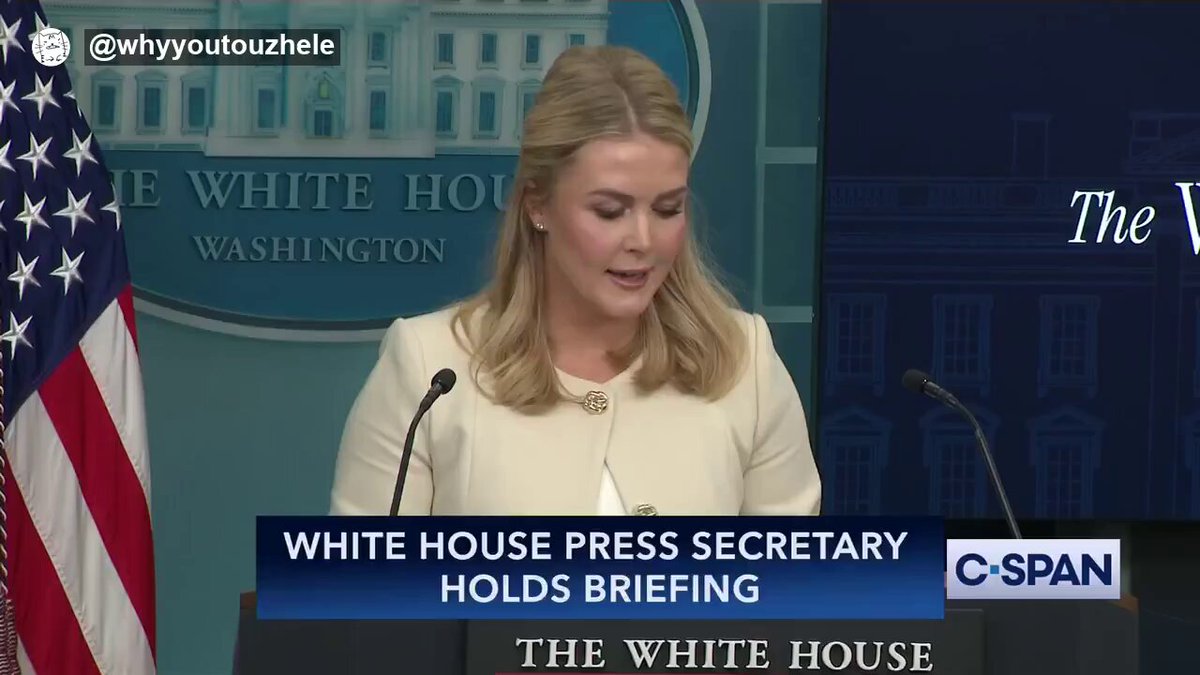 @whyyoutouzhele
THE WHITE HOU
WASHINGTON
The
WHITE HOUSE PRESS SECRETARY
HOLDS BRIEFING
C-SPAN
THE WHITE HOUSE